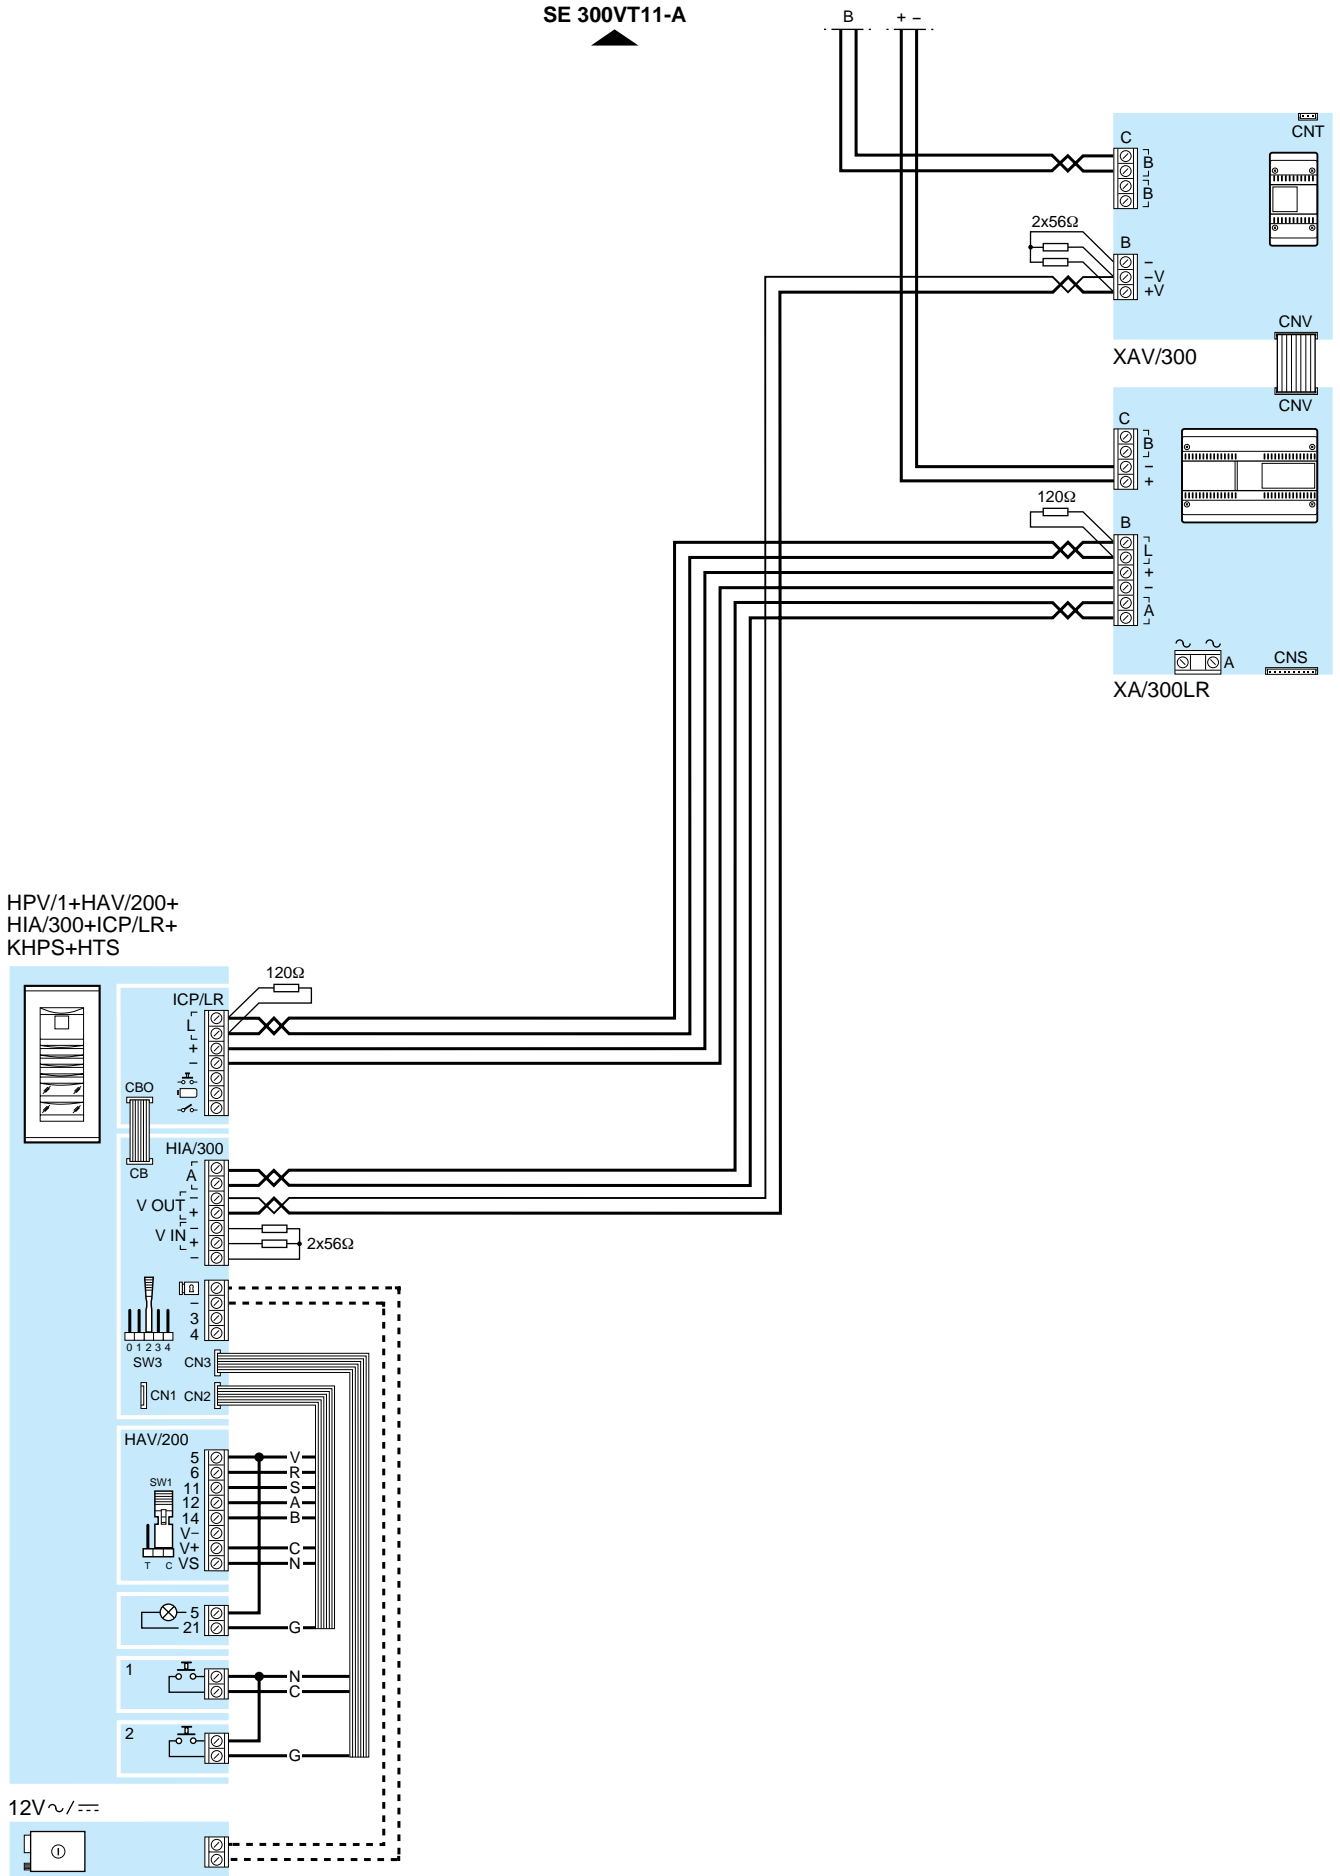 SE 300VT11-A
B
+ −
CNT
C
B
B
2x56Ω
B
−
−V
+V
CNV
XAV/300
CNV
C
B
−
+
120Ω
B
L
+
−
A
∼ ∼
A
CNS
XA/300LR
HPV/1+HAV/200+
HIA/300+ICP/LR+
KHPS+HTS
120Ω
ICP/LR
L
+
−
CBO
CB
HIA/300
A
V OUT
−
+
V IN
−
+
−
2x56Ω
−
3
4
0 1 2 3 4
SW3
CN3
CN1 CN2
HAV/200
5 V
6 R
SW1
11 S
12 A
14 B
V−
V+ C
T C
VS N
5
21 G
1
N
C
2
G
12V∼/⎓